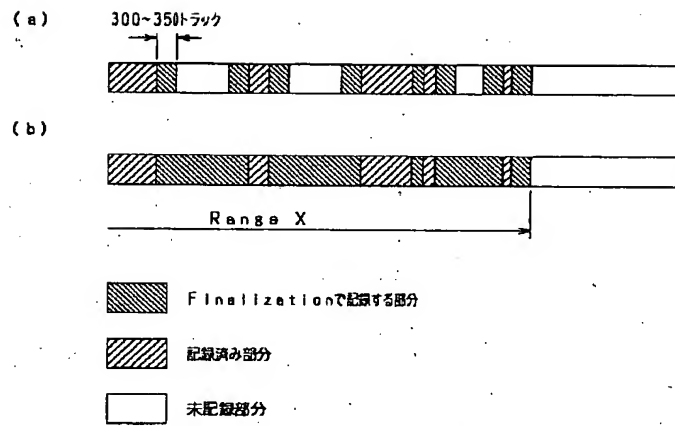 (a)
300~350トラック
(b)
Range X
Finalizationで記録する部分
記録済み部分
未記録部分